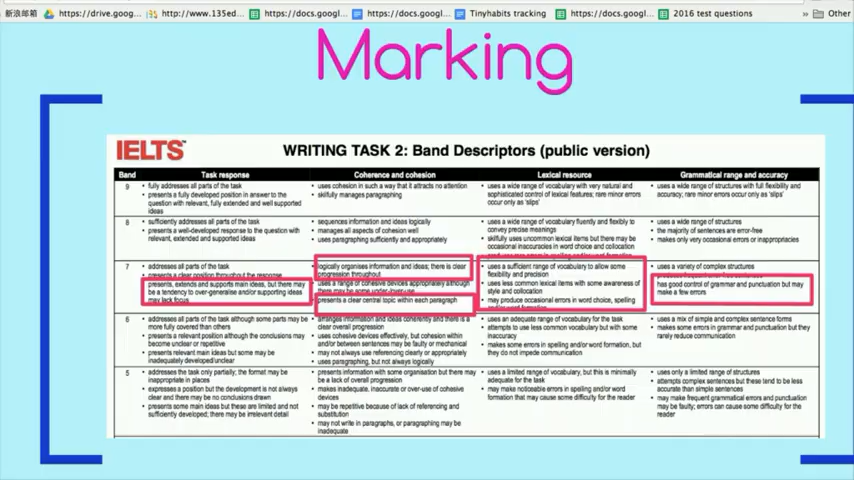 新浪邮箱 https://drive.goog... http://www.135ed... https://docs.googl... https://docs.googl... Tinyhabits tracking https://docs.googl... 2016 test questions » Other
Marking
IELTS WRITING TASK 2: Band Descriptors (public version)
Band Task response Coherence and cohesion Lexical resource Grammatical range and accuracy
9
• fully addresses all parts of the task
• presents a fully developed position in answer to the
question with relevant, fully extended and well supported
ideas
• uses cohesion in such a way that it attracts no attention
• skilfully manages paragraphing
• uses a wide range of vocabulary with very natural and
sophisticated control of lexical features; rare minor errors
occur only as 'slips'
• uses a wide range of structures with full flexibility and
accuracy; rare minor errors occur only as 'slips'
8
• sufficiently addresses all parts of the task
• presents a well-developed response to the question with
relevant, extended and supported ideas
• sequences information and ideas logically
• manages all aspects of cohesion well
• uses paragraphing sufficiently and appropriately
• uses a wide range of vocabulary fluently and flexibly to
convey precise meanings
• skilfully uses uncommon lexical items but there may be
occasional inaccuracies in word choice and collocation
• uses a wide range of structures
• the majority of sentences are error-free
• makes only very occasional errors or inappropriacies
7
• addresses all parts of the task
• presents a clear position throughout the response
• presents, extends and supports main ideas, but there may
be a tendency to over-generalise and/or supporting ideas
may lack focus
• logically organises information and ideas; there is clear
progression throughout
• uses a range of cohesive devices appropriately although
there may be some under-/over-use
• presents a clear central topic within each paragraph
• uses a sufficient range of vocabulary to allow some
flexibility and precision
• uses less common lexical items with some awareness of
style and collocation
• may produce occasional errors in word choice, spelling
• uses a variety of complex structures
• has good control of grammar and punctuation but may
make a few errors
6
• addresses all parts of the task although some parts may be
more fully covered than others
• presents a relevant position although the conclusions may
become unclear or repetitive
• presents relevant main ideas but some may be
inadequately developed/unclear
• arranges information and ideas coherently and there is a
clear overall progression
• uses cohesive devices effectively, but cohesion within
and/or between sentences may be faulty or mechanical
• may not always use referencing clearly or appropriately
• uses paragraphing, but not always logically
• uses an adequate range of vocabulary for the task
• attempts to use less common vocabulary but with some
inaccuracy
• makes some errors in spelling and/or word formation, but
they do not impede communication
• uses a mix of simple and complex sentence forms
• makes some errors in grammar and punctuation but they
rarely reduce communication
5
• addresses the task only partially; the format may be
inappropriate in places
• expresses a position but the development is not always
clear and there may be no conclusions drawn
• presents some main ideas but these are limited and not
sufficiently developed; there may be irrelevant detail
• presents information with some organisation but there may
be a lack of overall progression
• makes inadequate, inaccurate or over-use of cohesive
devices
• may be repetitive because of lack of referencing and
substitution
• may not write in paragraphs, or paragraphing may be
inadequate
• uses a limited range of vocabulary, but this is minimally
adequate for the task
• may make noticeable errors in spelling and/or word
formation that may cause some difficulty for the reader
• uses only a limited range of structures
• attempts complex sentences but these tend to be less
accurate than simple sentences
• may make frequent grammatical errors and punctuation
may be faulty; errors can cause some difficulty for the
reader